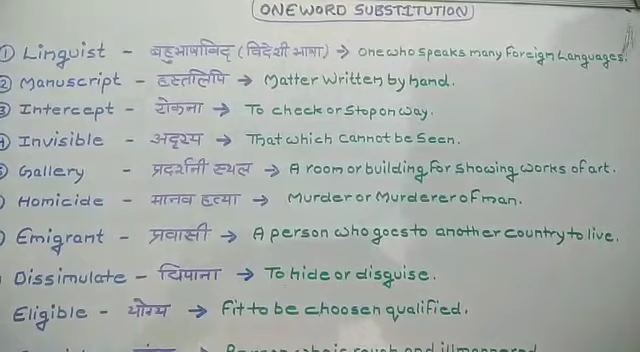 ONEWORD SUBSTITUTION
① Linguist - बहुभाषाविद् (विदेशी भाषा) → one who speaks many Foreign Languages.
② Manuscript - हस्तलिपि → Matter Written by hand.
③ Intercept - रोकना → To check or Stop on way.
④ Invisible - अदृश्य → That which Cannot be Seen.
⑤ Gallery - प्रदर्शनी स्थल → A room or building For Showing works of art.
Homicide - मानव हत्या → Murder or Murderer of man.
Emigrant - प्रवासी → A person who goes to another country to live.
Dissimulate - छिपाना → To hide or disguise.
Eligible - योग्य → Fit to be choosen qualified.
rough and illmannered